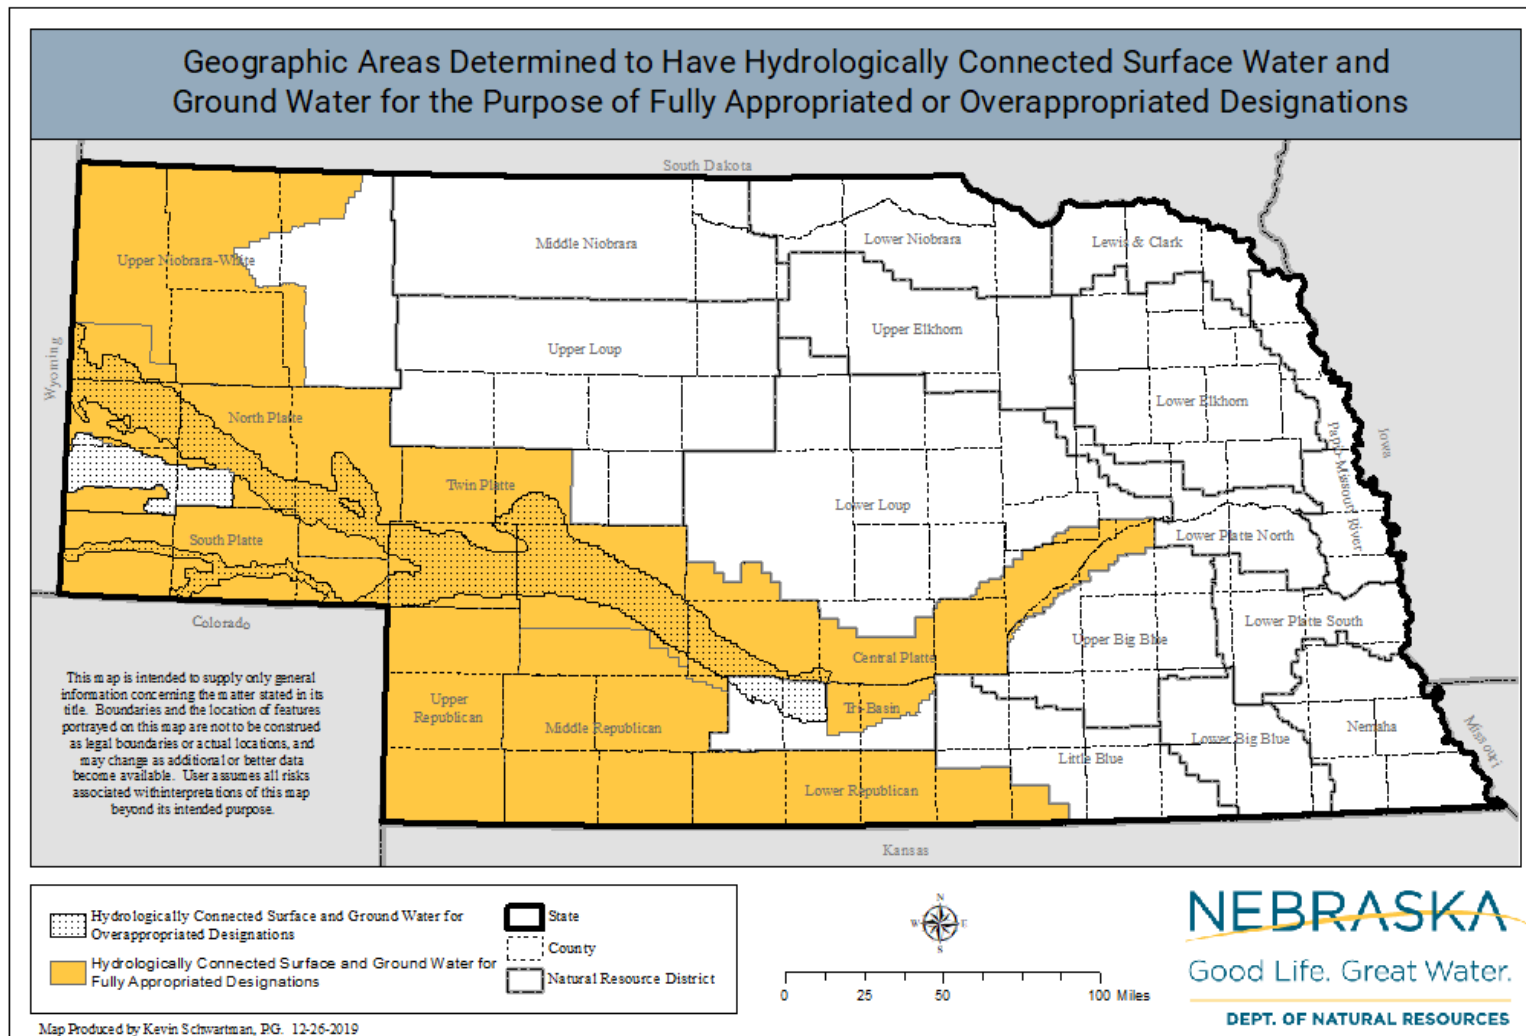 Geographic Areas Determined to Have Hydrologically Connected Surface Water and
Ground Water for the Purpose of Fully Appropriated or Overappropriated Designations
South Dakota
Middle Niobrara
Lower Niobrara
Lewis & Clark
Upper Niobrara-White
Upper Elkhorn
Upper Loup
Wyoming
Lower Elkhorn
North Platte
Iowa
Papio-Missouri River
Twin Platte
Lower Loup
South Platte
Lower Platte North
Colorado
Lower Platte South
Upper Big Blue
Central Platte
This map is intended to supply only general
information concerning the matter stated in its
title. Boundaries and the location of features
portrayed on this map are not to be construed
as legal boundaries or actual locations, and
may change as additional or better data
become available. User assumes all risks
associated withinterpretations of this map
beyond its intended purpose.
Upper
Republican
Tri-Basin
Middle Republican
Nemaha
Lower Big Blue
Missouri
Little Blue
Lower Republican
Kansas
Hydrologically Connected Surface and Ground Water for
Overappropriated Designations
Hydrologically Connected Surface and Ground Water for
Fully Appropriated Designations
State
County
Natural Resource District
N
W E
S
0 25 50 100 Miles
NEBRASKA
Good Life. Great Water.
DEPT. OF NATURAL RESOURCES
Map Produced by Kevin Schwartman, P.G. 12-26-2019